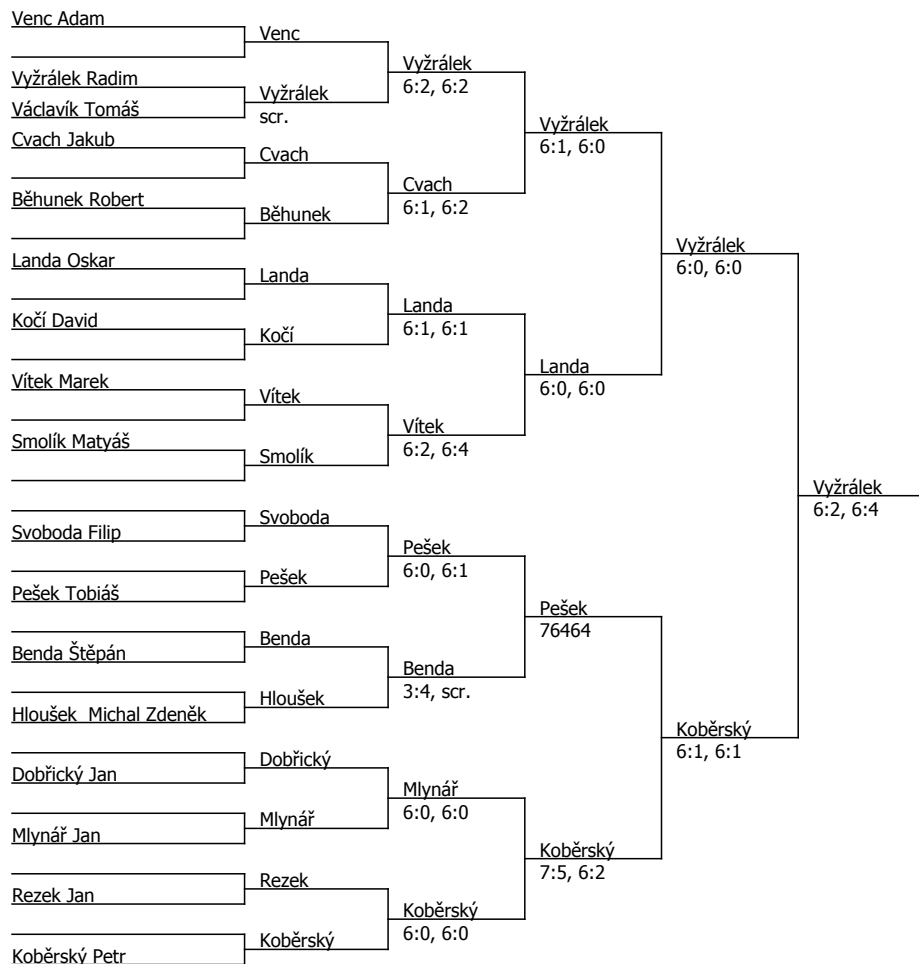 Venc Adam
Venc
Vyžrálek
6:2, 6:2
Vyžrálek Radim
Vyžrálek
Václavík Tomáš
scr.
Vyžrálek
6:1, 6:0
Cvach Jakub
Cvach
Cvach
6:1, 6:2
Běhunek Robert
Běhunek
Vyžrálek
6:0, 6:0
Landa Oskar
Landa
Landa
6:1, 6:1
Kočí David
Kočí
Landa
6:0, 6:0
Vítek Marek
Vítek
Vítek
6:2, 6:4
Smolík Matyáš
Smolík
Vyžrálek
6:2, 6:4
Svoboda
Svoboda Filip
Pešek
6:0, 6:1
Pešek
Pešek Tobiáš
Pešek
76464
Benda
Benda Štěpán
Benda
3:4, scr.
Hloušek
Hloušek  Michal Zdeněk
Koběrský
6:1, 6:1
Dobřický
Dobřický Jan
Mlynář
6:0, 6:0
Mlynář
Mlynář Jan
Koběrský
7:5, 6:2
Rezek
Rezek Jan
Koběrský
6:0, 6:0
Koběrský
Koběrský Petr